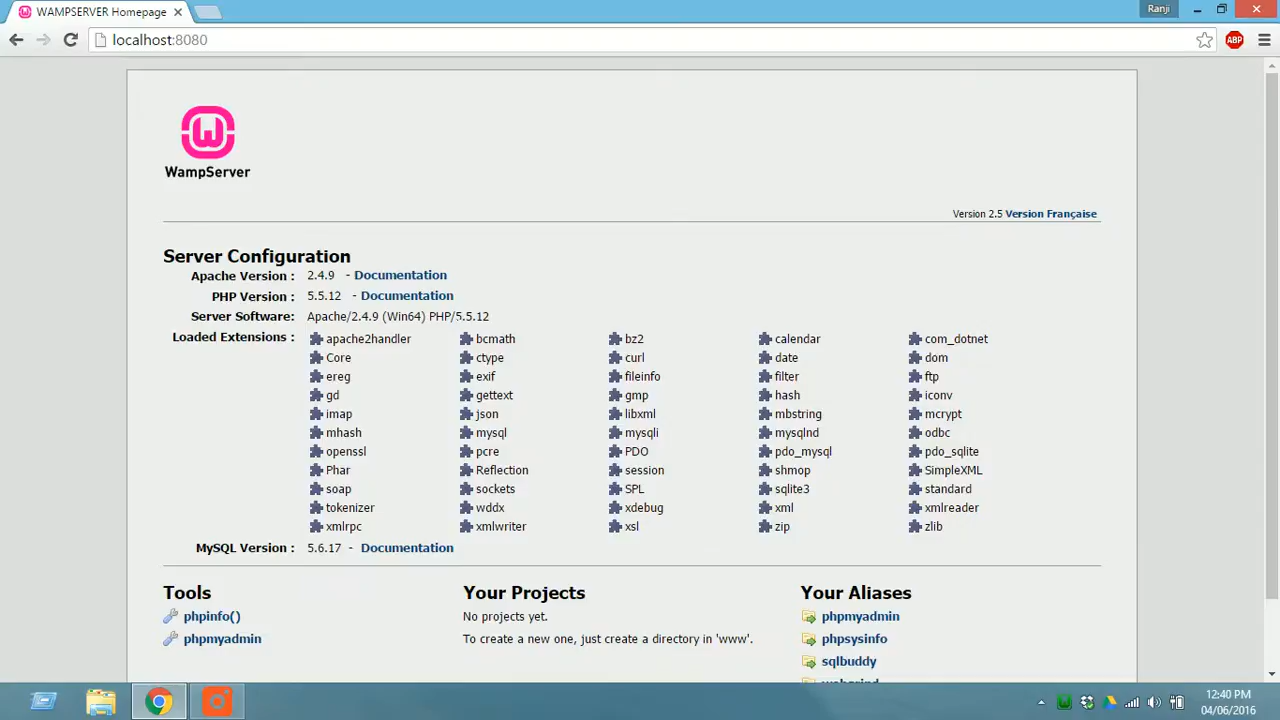 WAMPSERVER Homepage
Ranji
localhost:8080
ABP
WampServer
Version 2.5 Version Française
Server Configuration
Apache Version : 2.4.9 - Documentation
PHP Version : 5.5.12 - Documentation
Server Software: Apache/2.4.9 (Win64) PHP/5.5.12
Loaded Extensions : apache2handler bcmath bz2 calendar com_dotnet
Core ctype curl date dom
ereg exif fileinfo filter ftp
gd gettext gmp hash iconv
imap json libxml mbstring mcrypt
mhash mysql mysqli mysqlnd odbc
openssl pcre PDO pdo_mysql pdo_sqlite
Phar Reflection session shmop SimpleXML
soap sockets SPL sqlite3 standard
tokenizer wddx xdebug xml xmlreader
xmlrpc xmlwriter xsl zip zlib
MySQL Version : 5.6.17 - Documentation
Tools Your Projects Your Aliases
phpinfo() No projects yet. phpmyadmin
phpmyadmin To create a new one, just create a directory in 'www'. phpsysinfo
sqlbuddy
12:40 PM
04/06/2016